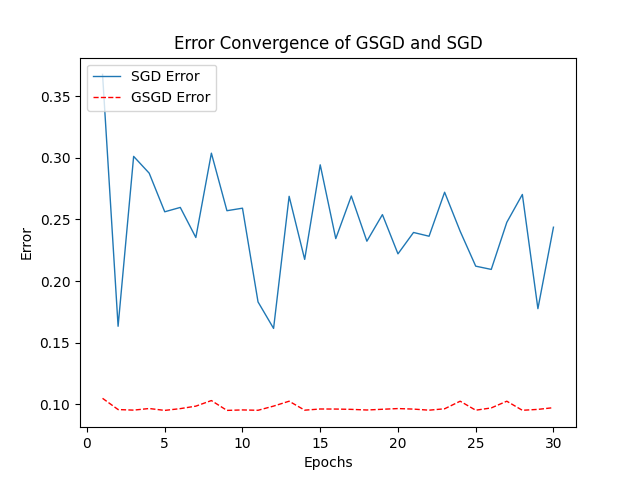 Error Convergence of GSGD and SGD
SGD Error
GSGD Error
Error
0.35
0.30
0.25
0.20
0.15
0.10
0 5 10 15 20 25 30
Epochs